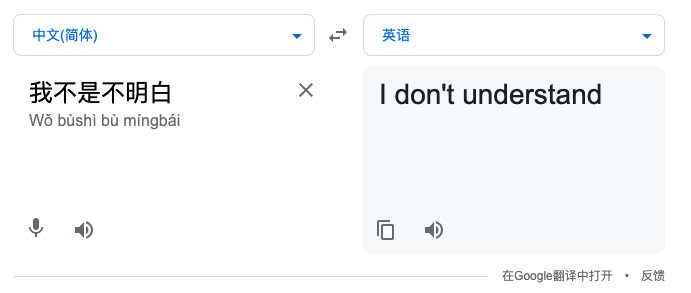 中文(简体)
英语
我不是不明白
Wǒ bùshì bù míngbái
I don't understand
在Google翻译中打开 • 反馈